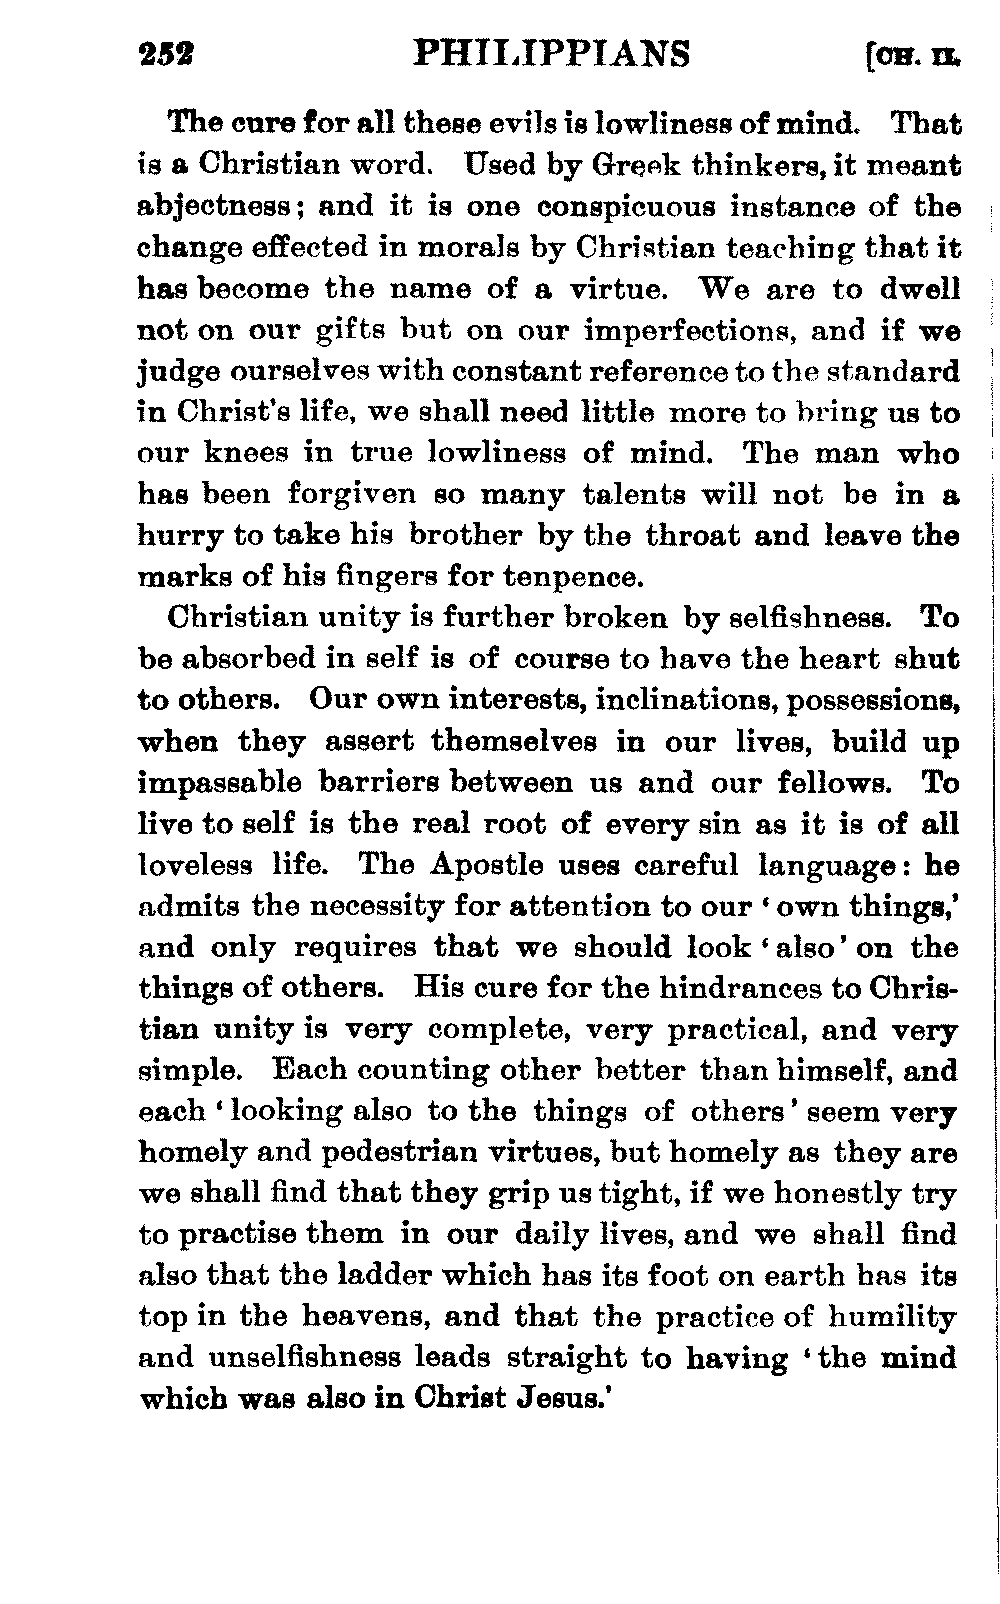 252 PHILIPPIANS [CH. II.
The cure for all these evils is lowliness of mind. That
is a Christian word. Used by Greek thinkers, it meant
abjectness; and it is one conspicuous instance of the
change effected in morals by Christian teaching that it
has become the name of a virtue. We are to dwell
not on our gifts but on our imperfections, and if we
judge ourselves with constant reference to the standard
in Christ's life, we shall need little more to bring us to
our knees in true lowliness of mind. The man who
has been forgiven so many talents will not be in a
hurry to take his brother by the throat and leave the
marks of his fingers for tenpence.
Christian unity is further broken by selfishness. To
be absorbed in self is of course to have the heart shut
to others. Our own interests, inclinations, possessions,
when they assert themselves in our lives, build up
impassable barriers between us and our fellows. To
live to self is the real root of every sin as it is of all
loveless life. The Apostle uses careful language: he
admits the necessity for attention to our ‘own things,’
and only requires that we should look ‘also’ on the
things of others. His cure for the hindrances to Chris-
tian unity is very complete, very practical, and very
simple. Each counting other better than himself, and
each ‘looking also to the things of others’ seem very
homely and pedestrian virtues, but homely as they are
we shall find that they grip us tight, if we honestly try
to practise them in our daily lives, and we shall find
also that the ladder which has its foot on earth has its
top in the heavens, and that the practice of humility
and unselfishness leads straight to having ‘the mind
which was also in Christ Jesus.’